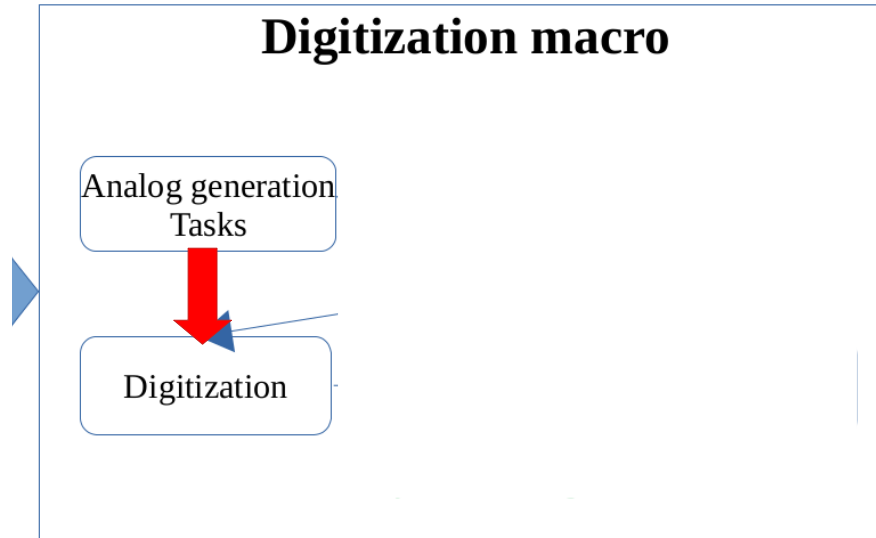 Digitization macro
Analog generation
Tasks
Digitization